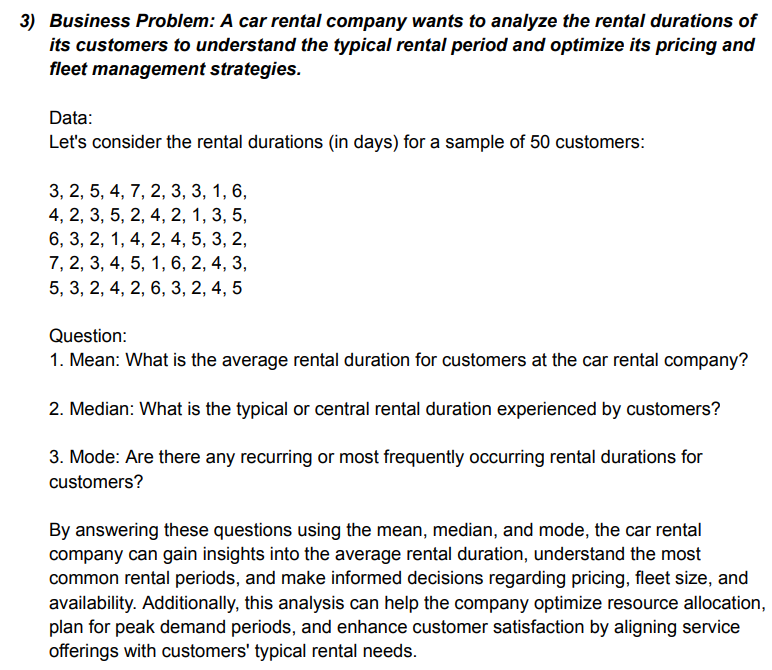 3) Business Problem: A car rental company wants to analyze the rental durations of
its customers to understand the typical rental period and optimize its pricing and
fleet management strategies.
Data:
Let's consider the rental durations (in days) for a sample of 50 customers:
3, 2, 5, 4, 7, 2, 3, 3, 1, 6,
4, 2, 3, 5, 2, 4, 2, 1, 3, 5,
6, 3, 2, 1, 4, 2, 4, 5, 3, 2,
7, 2, 3, 4, 5, 1, 6, 2, 4, 3,
5, 3, 2, 4, 2, 6, 3, 2, 4, 5
Question:
1. Mean: What is the average rental duration for customers at the car rental company?
2. Median: What is the typical or central rental duration experienced by customers?
3. Mode: Are there any recurring or most frequently occurring rental durations for
customers?
By answering these questions using the mean, median, and mode, the car rental
company can gain insights into the average rental duration, understand the most
common rental periods, and make informed decisions regarding pricing, fleet size, and
availability. Additionally, this analysis can help the company optimize resource allocation,
plan for peak demand periods, and enhance customer satisfaction by aligning service
offerings with customers' typical rental needs.